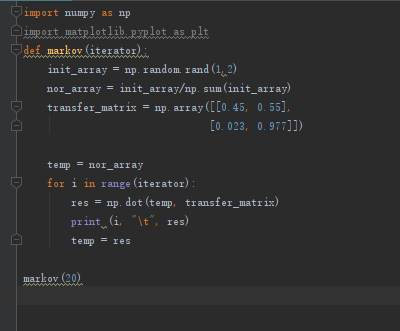 import numpy as np
import matplotlib.pyplot as plt
def markov(iterator):
    init_array = np.random.rand(1,2)
    nor_array = init_array/np.sum(init_array)
    transfer_matrix = np.array([[0.45, 0.55],
                                [0.023, 0.977]])

    temp = nor_array
    for i in range(iterator):
        res = np.dot(temp, transfer_matrix)
        print (i, "\t", res)
        temp = res

markov(20)